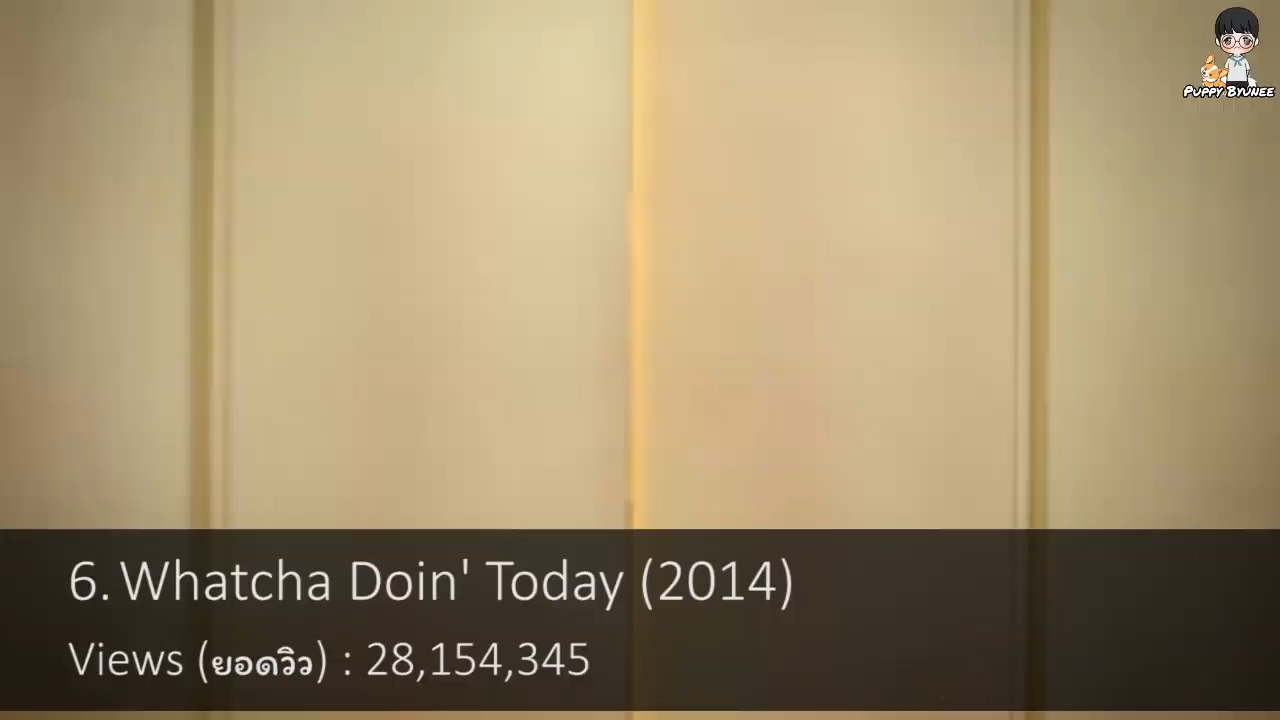 PUPPY BYUNEE
6. Whatcha Doin' Today (2014)
Views (ยอดวิว) : 28,154,345